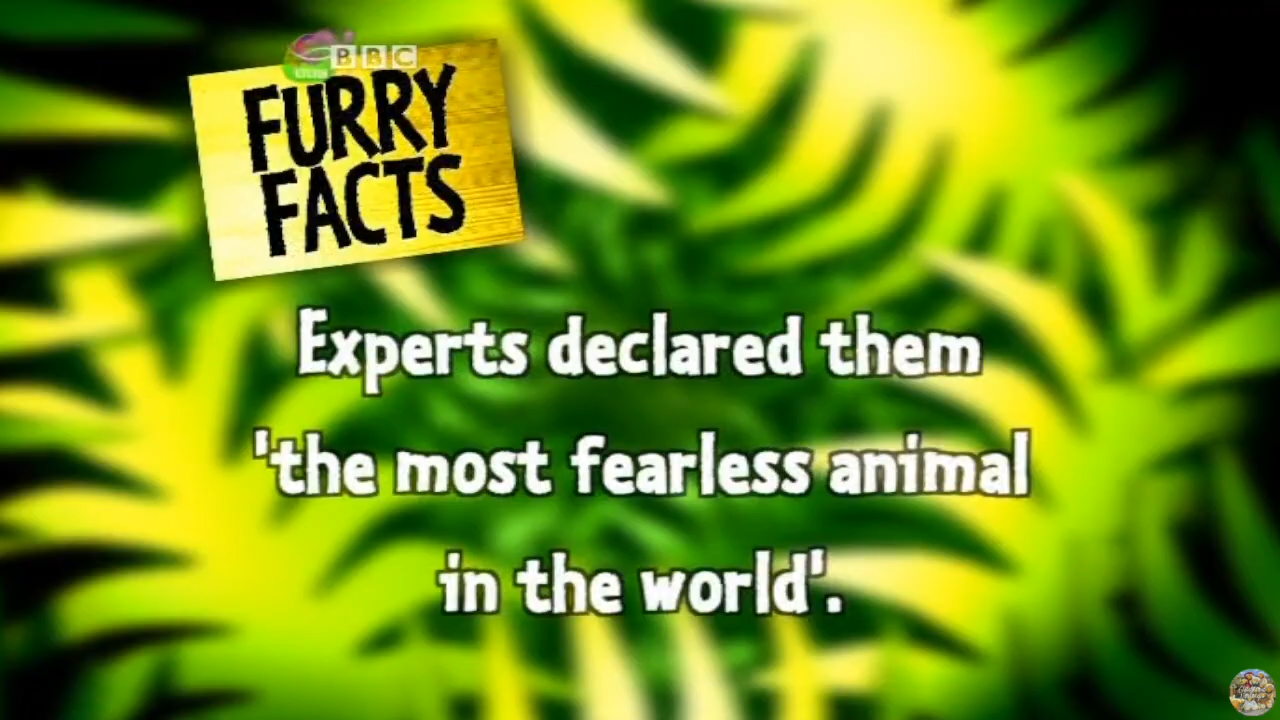 BBC
FURRY
FACTS
Experts declared them
'the most fearless animal
in the world'.